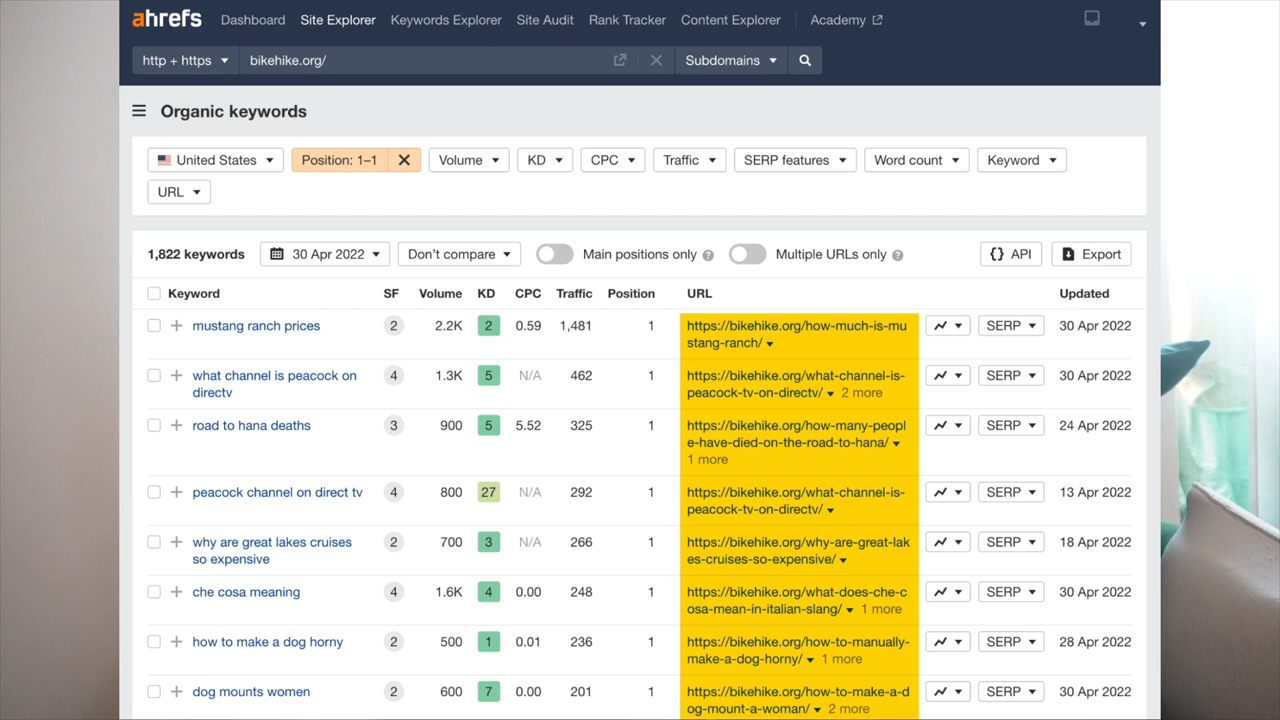 ahrefs Dashboard Site Explorer Keywords Explorer Site Audit Rank Tracker Content Explorer Academy
http + https bikehike.org/ Subdomains
Organic keywords
United States Position: 1–1 Volume KD CPC Traffic SERP features Word count Keyword
URL
1,822 keywords 30 Apr 2022 Don't compare Main positions only ? Multiple URLs only ? {} API Export
Keyword SF Volume KD CPC Traffic Position URL Updated
mustang ranch prices 2 2.2K 2 0.59 1,481 1 https://bikehike.org/how-much-is-mu SERP 30 Apr 2022
stang-ranch/
what channel is peacock on 4 1.3K 5 N/A 462 1 https://bikehike.org/what-channel-is- SERP 30 Apr 2022
directv peacock-tv-on-directv/ 2 more
road to hana deaths 3 900 5 5.52 325 1 https://bikehike.org/how-many-peopl SERP 24 Apr 2022
e-have-died-on-the-road-to-hana/
1 more
peacock channel on direct tv 4 800 27 N/A 292 1 https://bikehike.org/what-channel-is- SERP 13 Apr 2022
peacock-tv-on-directv/
why are great lakes cruises 2 700 3 N/A 266 1 https://bikehike.org/why-are-great-lak SERP 18 Apr 2022
so expensive es-cruises-so-expensive/
che cosa meaning 4 1.6K 4 0.00 248 1 https://bikehike.org/what-does-che-c SERP 30 Apr 2022
osa-mean-in-italian-slang/ 1 more
how to make a dog horny 2 500 1 0.01 236 1 https://bikehike.org/how-to-manually- SERP 28 Apr 2022
make-a-dog-horny/ 1 more
dog mounts women 2 600 7 0.00 201 1 https://bikehike.org/how-to-make-a-d SERP 30 Apr 2022
og-mount-a-woman/ 2 more